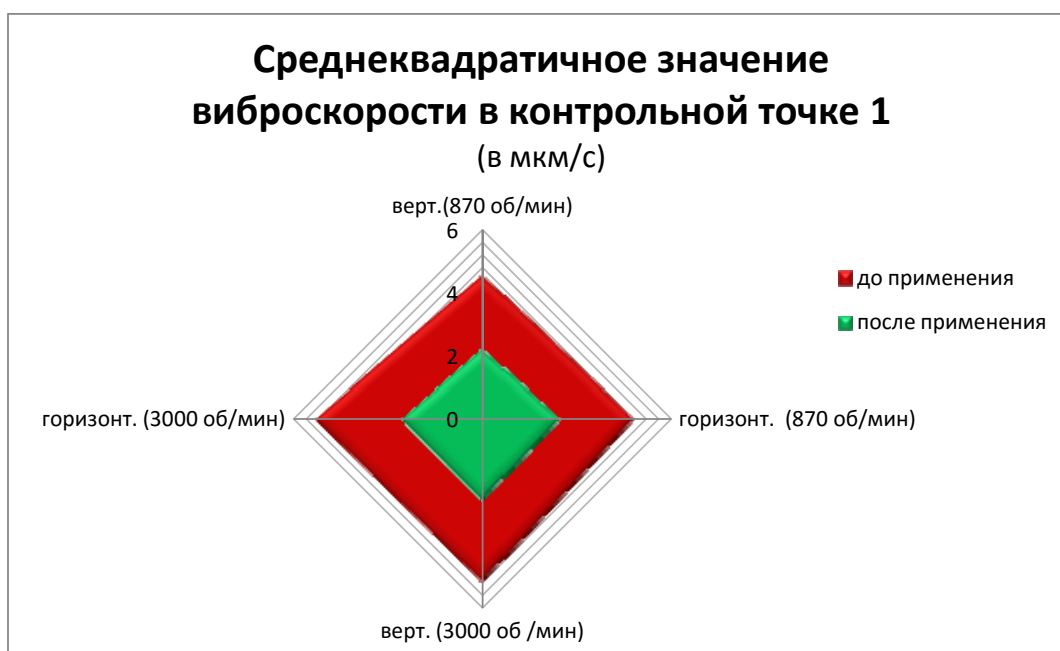 Среднеквадратичное значение
виброскорости в контрольной точке 1
(в мкм/с)
верт.(870 об/мин)
6
4
2
0
до применения
после применения
горизонт. (3000 об/мин)
горизонт.  (870 об/мин)
верт. (3000 об /мин)